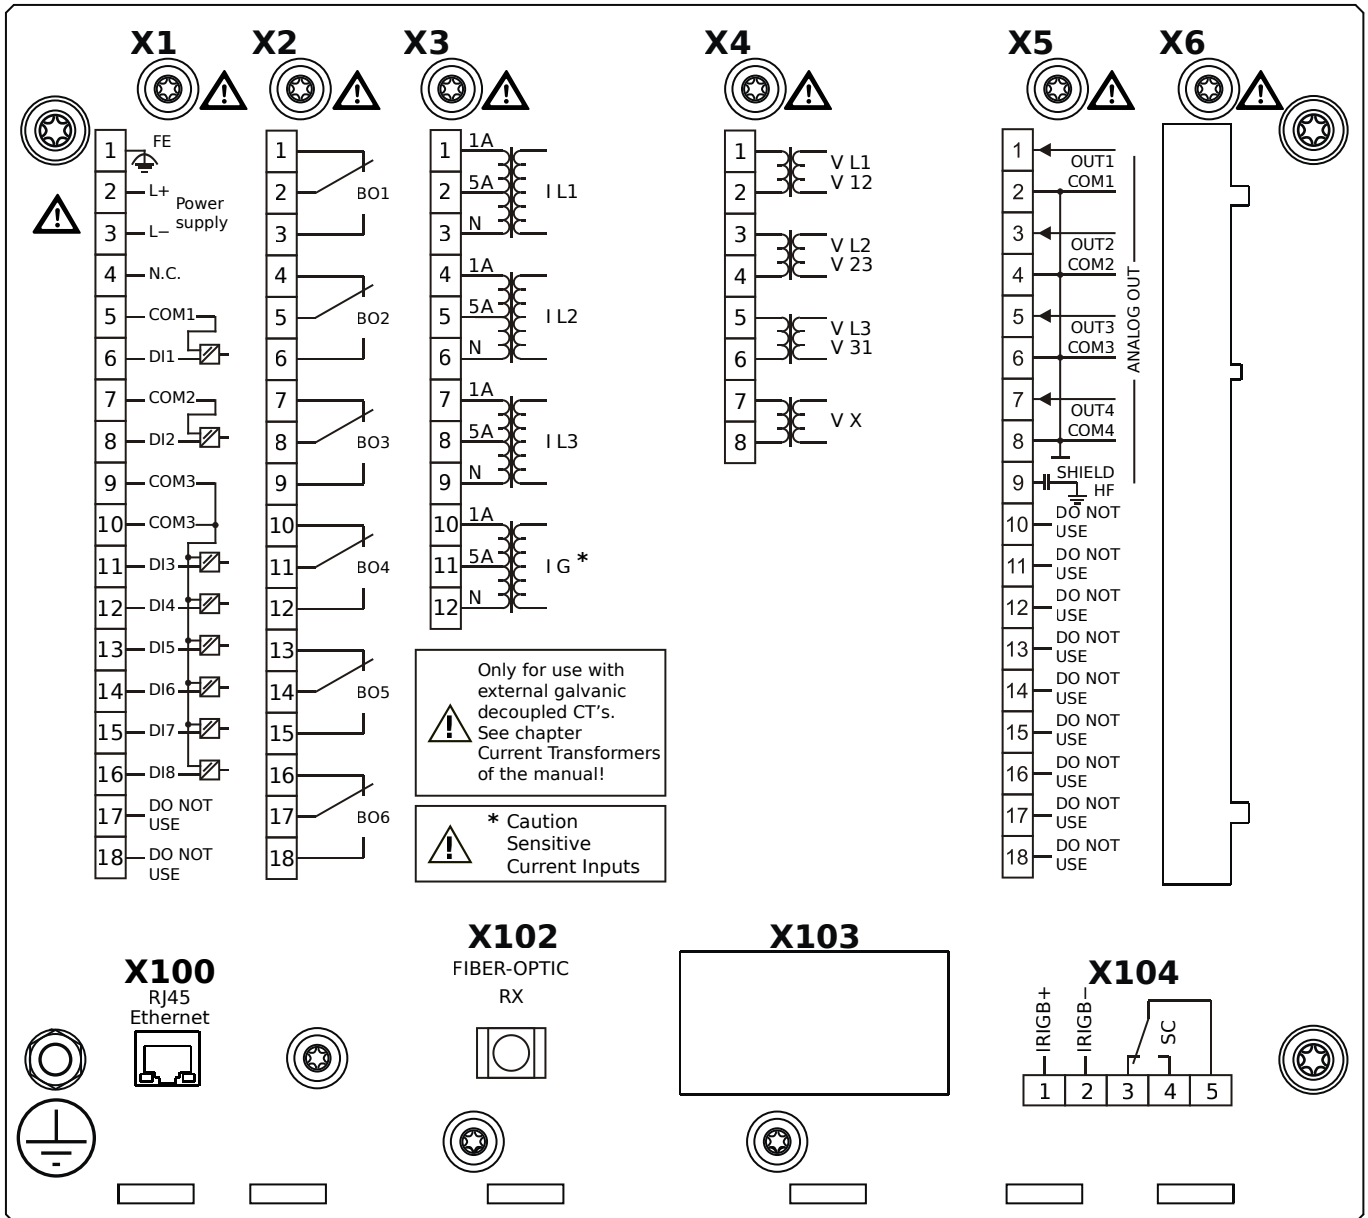 X1
1
FE
2
L+
Power
supply
3
L−
4
N.C.
5
COM1
6
DI1
7
COM2
8
DI2
9
COM3
10
COM3
11
DI3
12
DI4
13
DI5
14
DI6
15
DI7
16
DI8
17
DO NOT
USE
18
DO NOT
USE
X2
1
2
BO1
3
4
5
BO2
6
7
8
BO3
9
10
11
BO4
12
13
14
BO5
15
16
17
BO6
18
X3
1
1A
2
5A
I L1
3
N
4
1A
5
5A
I L2
6
N
7
1A
8
5A
I L3
9
N
10
1A
11
5A
I G *
12
N
!
Only for use with
external galvanic
decoupled CT's.
See chapter
Current Transformers
of the manual!
!
* Caution
Sensitive
Current Inputs
X4
1
V L1
2
V 12
3
V L2
4
V 23
5
V L3
6
V 31
7
V X
8
X5
1
OUT1
2
COM1
3
OUT2
4
COM2
5
OUT3
6
COM3
7
OUT4
8
COM4
ANALOG OUT
9
SHIELD
HF
10
DO NOT
USE
11
DO NOT
USE
12
DO NOT
USE
13
DO NOT
USE
14
DO NOT
USE
15
DO NOT
USE
16
DO NOT
USE
17
DO NOT
USE
18
DO NOT
USE
X6
X100
RJ45
Ethernet
X102
FIBER-OPTIC
RX
X103
X104
IRIGB+
IRIGB−
SC
1 2 3 4 5